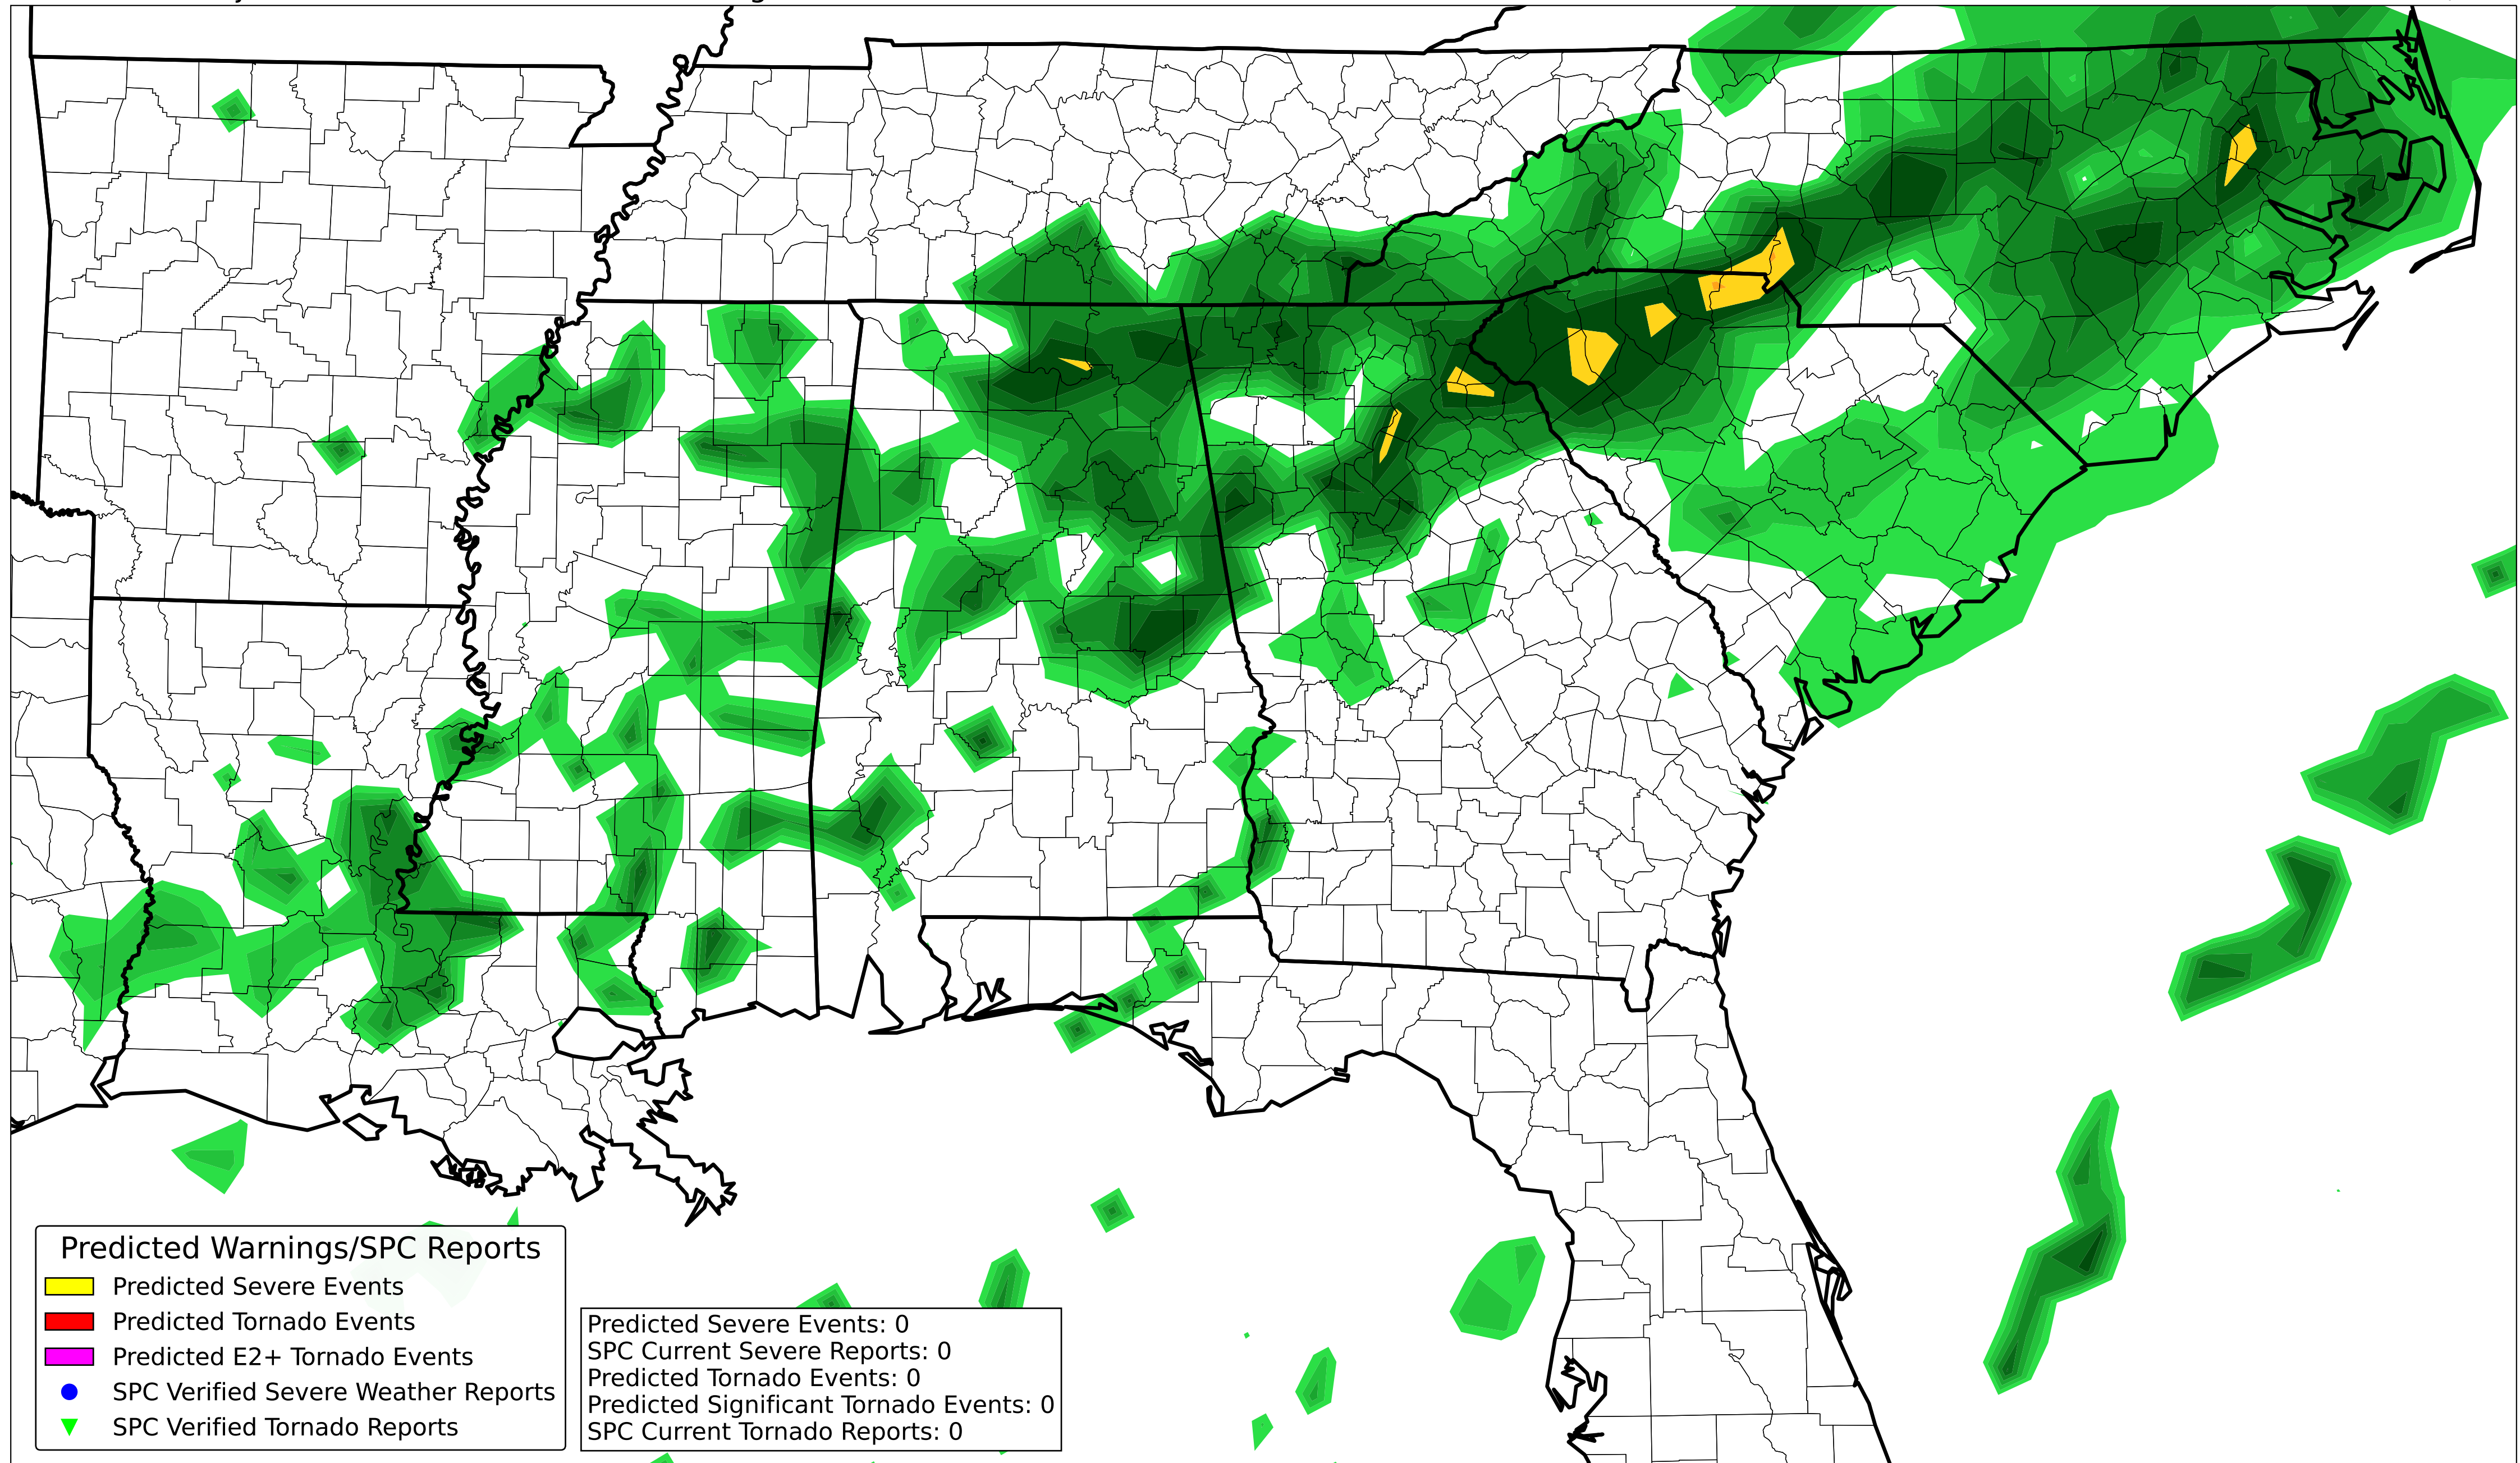 Predicted Warnings/SPC Reports
Predicted Severe Events
Predicted Tornado Events
Predicted E2+ Tornado Events
SPC Verified Severe Weather Reports
SPC Verified Tornado Reports
Predicted Severe Events: 0
SPC Current Severe Reports: 0
Predicted Tornado Events: 0
Predicted Significant Tornado Events: 0
SPC Current Tornado Reports: 0